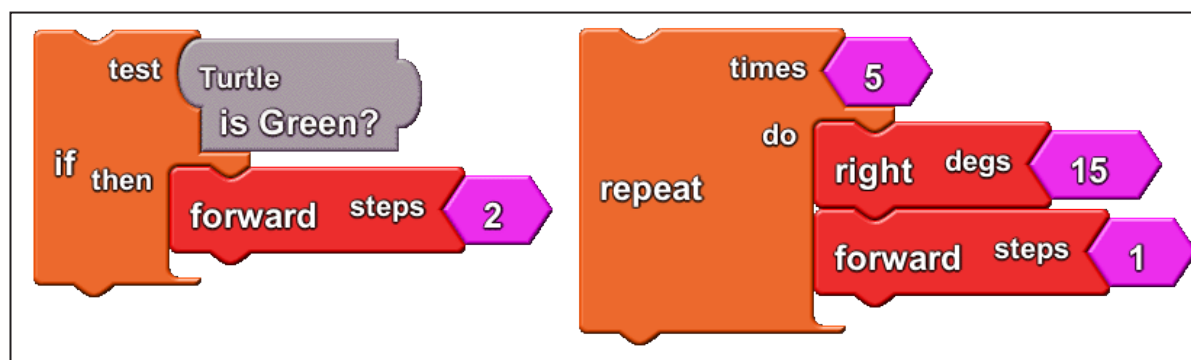 test Turtle
is Green?
if then
forward steps 2
times 5
do
repeat
right degs 15
forward steps 1